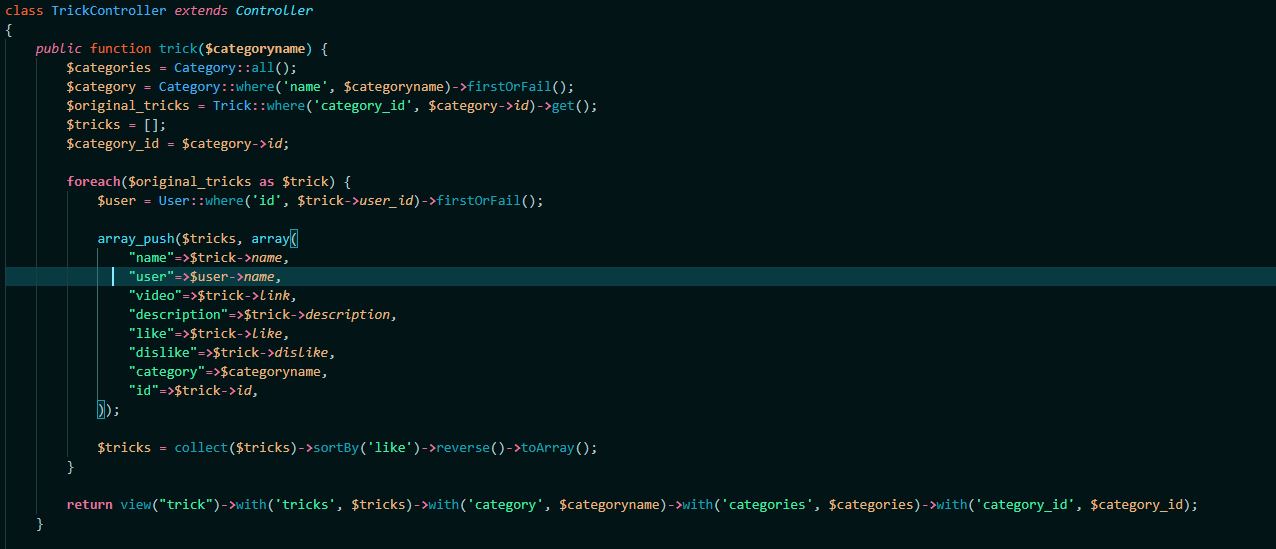 class TrickController extends Controller
{
    public function trick($categoryname) {
        $categories = Category::all();
        $category = Category::where('name', $categoryname)->firstOrFail();
        $original_tricks = Trick::where('category_id', $category->id)->get();
        $tricks = [];
        $category_id = $category->id;

        foreach($original_tricks as $trick) {
            $user = User::where('id', $trick->user_id)->firstOrFail();

            array_push($tricks, array(
                "name"=>$trick->name,
                "user"=>$user->name,
                "video"=>$trick->link,
                "description"=>$trick->description,
                "like"=>$trick->like,
                "dislike"=>$trick->dislike,
                "category"=>$categoryname,
                "id"=>$trick->id,
            ));

            $tricks = collect($tricks)->sortBy('like')->reverse()->toArray();
        }

        return view("trick")->with('tricks', $tricks)->with('category', $categoryname)->with('categories', $categories)->with('category_id', $category_id);
    }